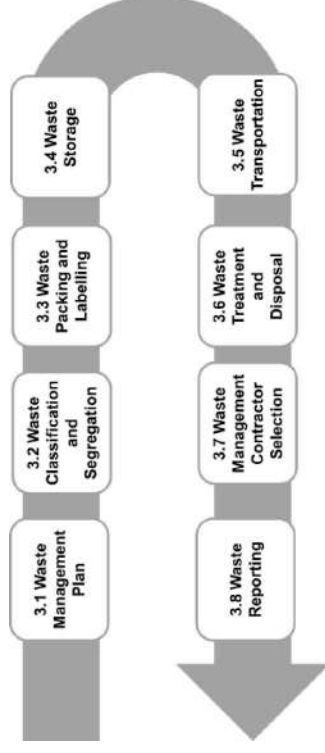 3.1 Waste
Management
Plan
3.2 Waste
Classification
and
Segregation
3.3 Waste
Packing and
Labelling
3.4 Waste
Storage
3.5 Waste
Transportation
3.6 Waste
Treatment
and
Disposal
3.7 Waste
Management
Contractor
Selection
3.8 Waste
Reporting